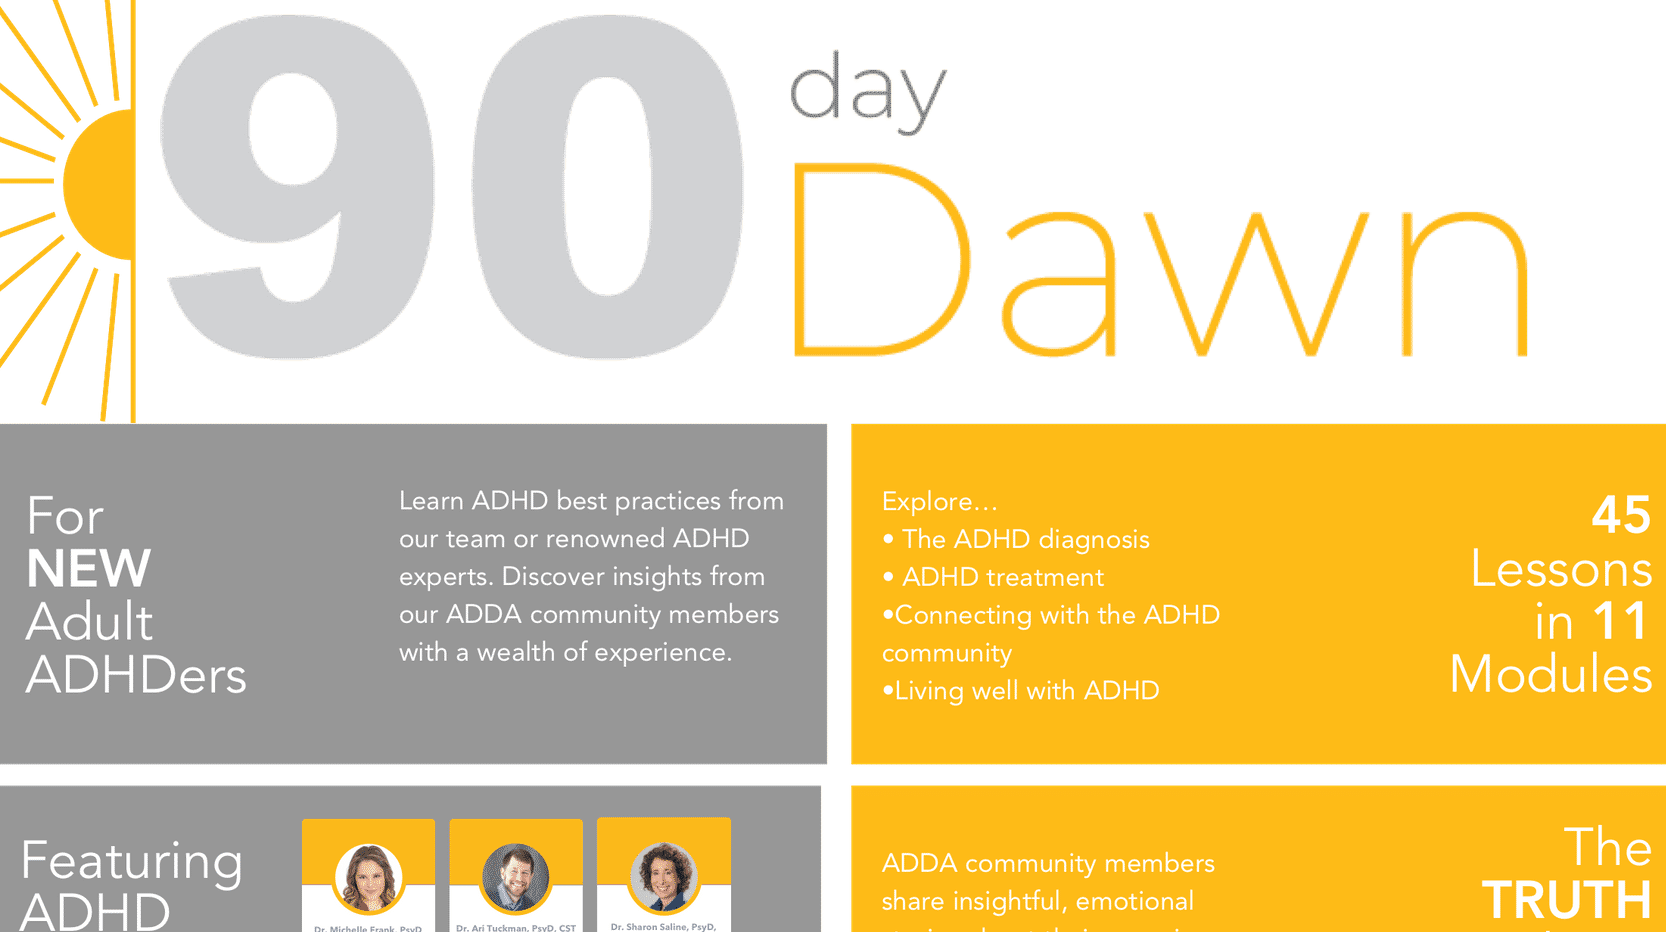 90 day
Dawn
For
NEW
Adult
ADHDers
Learn ADHD best practices from
our team or renowned ADHD
experts. Discover insights from
our ADDA community members
with a wealth of experience.
Explore…
• The ADHD diagnosis
• ADHD treatment
•Connecting with the ADHD
community
•Living well with ADHD
45
Lessons
in 11
Modules
Featuring
ADHD
Dr. Michelle Frank, PsyD
Dr. Ari Tuckman, PsyD, CST
Dr. Sharon Saline, PsyD,
ADDA community members
share insightful, emotional
The
TRUTH